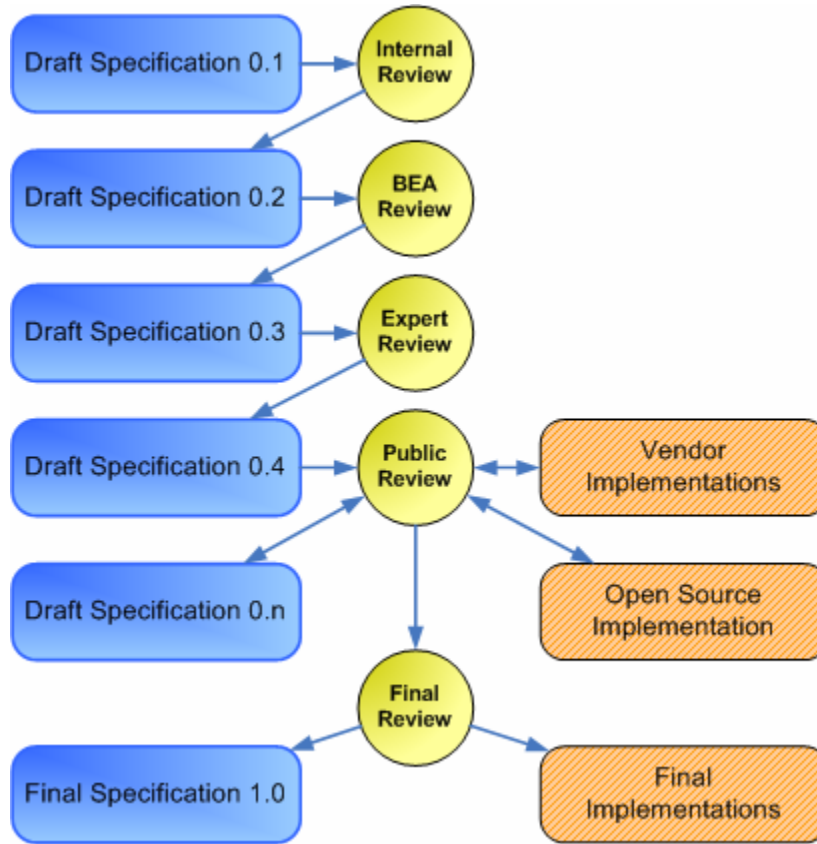 Draft Specification 0.1
Internal
Review
Draft Specification 0.2
BEA
Review
Draft Specification 0.3
Expert
Review
Draft Specification 0.4
Public
Review
Vendor
Implementations
Draft Specification 0.n
Open Source
Implementation
Final
Review
Final Specification 1.0
Final
Implementations